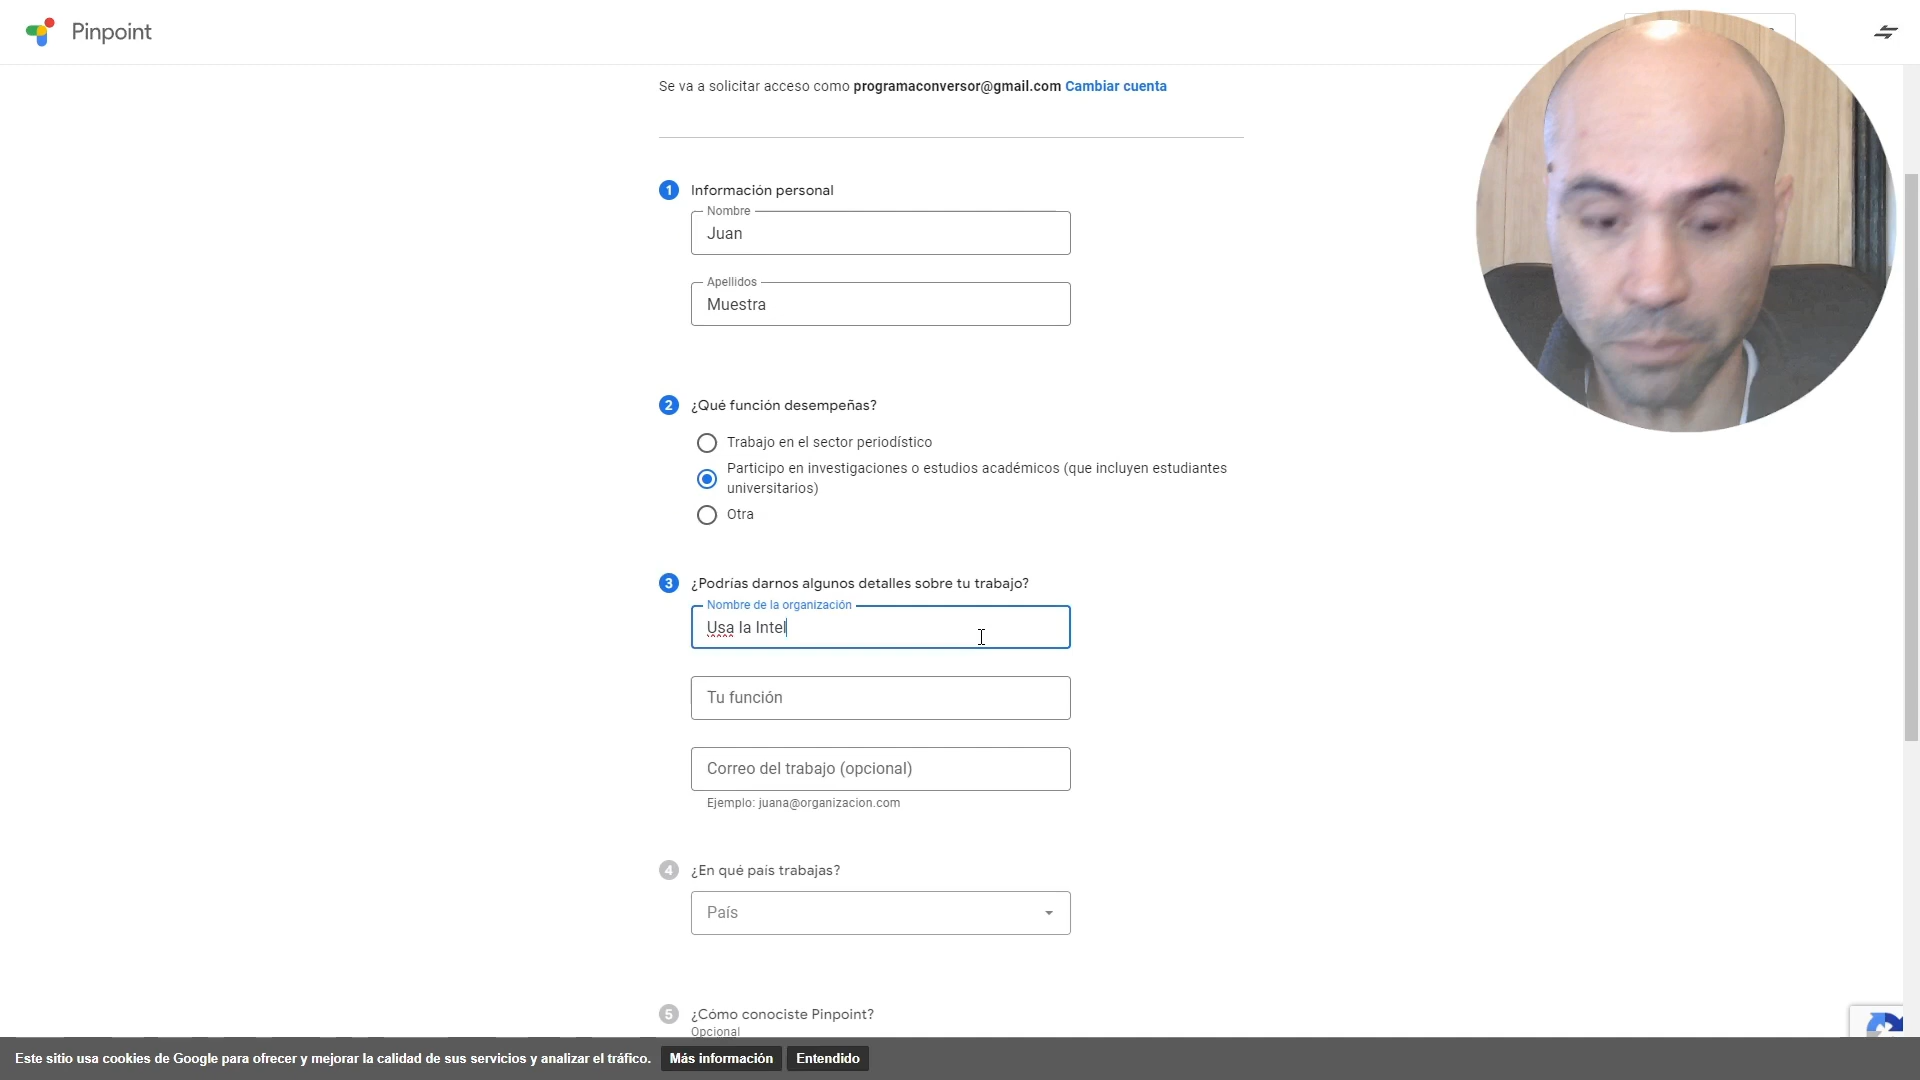 Pinpoint
Se va a solicitar acceso como programaconversor@gmail.com Cambiar cuenta
1 Información personal
Nombre
Juan
Apellidos
Muestra
2 ¿Qué función desempeñas?
Trabajo en el sector periodístico
Participo en investigaciones o estudios académicos (que incluyen estudiantes
universitarios)
Otra
3 ¿Podrías darnos algunos detalles sobre tu trabajo?
Nombre de la organización
Usa la Intel
Tu función
Correo del trabajo (opcional)
Ejemplo: juana@organizacion.com
4 ¿En qué país trabajas?
País
5 ¿Cómo conociste Pinpoint?
Opcional
Este sitio usa cookies de Google para ofrecer y mejorar la calidad de sus servicios y analizar el tráfico. Más información Entendido